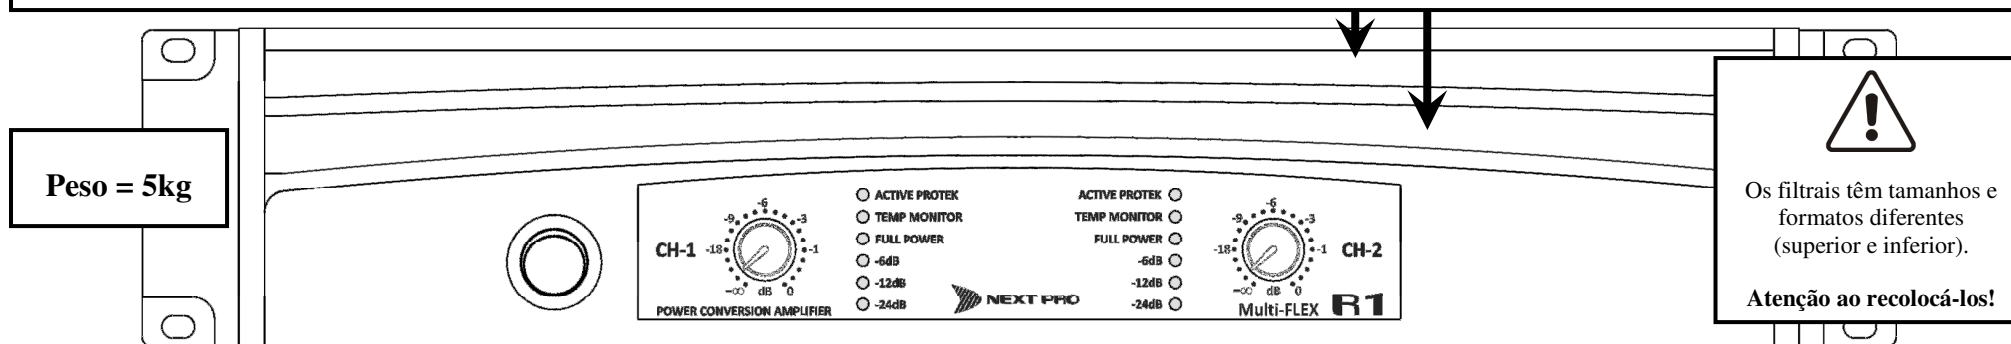 Peso = 5kg
CH-1
-∞
-18
-9
-6
-3
-1
0
dB
POWER CONVERSION AMPLIFIER
ACTIVE PROTEK
TEMP MONITOR
FULL POWER
-6dB
-12dB
-24dB
NEXT PRO
ACTIVE PROTEK
TEMP MONITOR
FULL POWER
-6dB
-12dB
-24dB
-∞
-18
-9
-6
-3
-1
0
dB
CH-2
Multi-FLEX R1
Os filtrais têm tamanhos e
formatos diferentes
(superior e inferior).
Atenção ao recolocá-los!